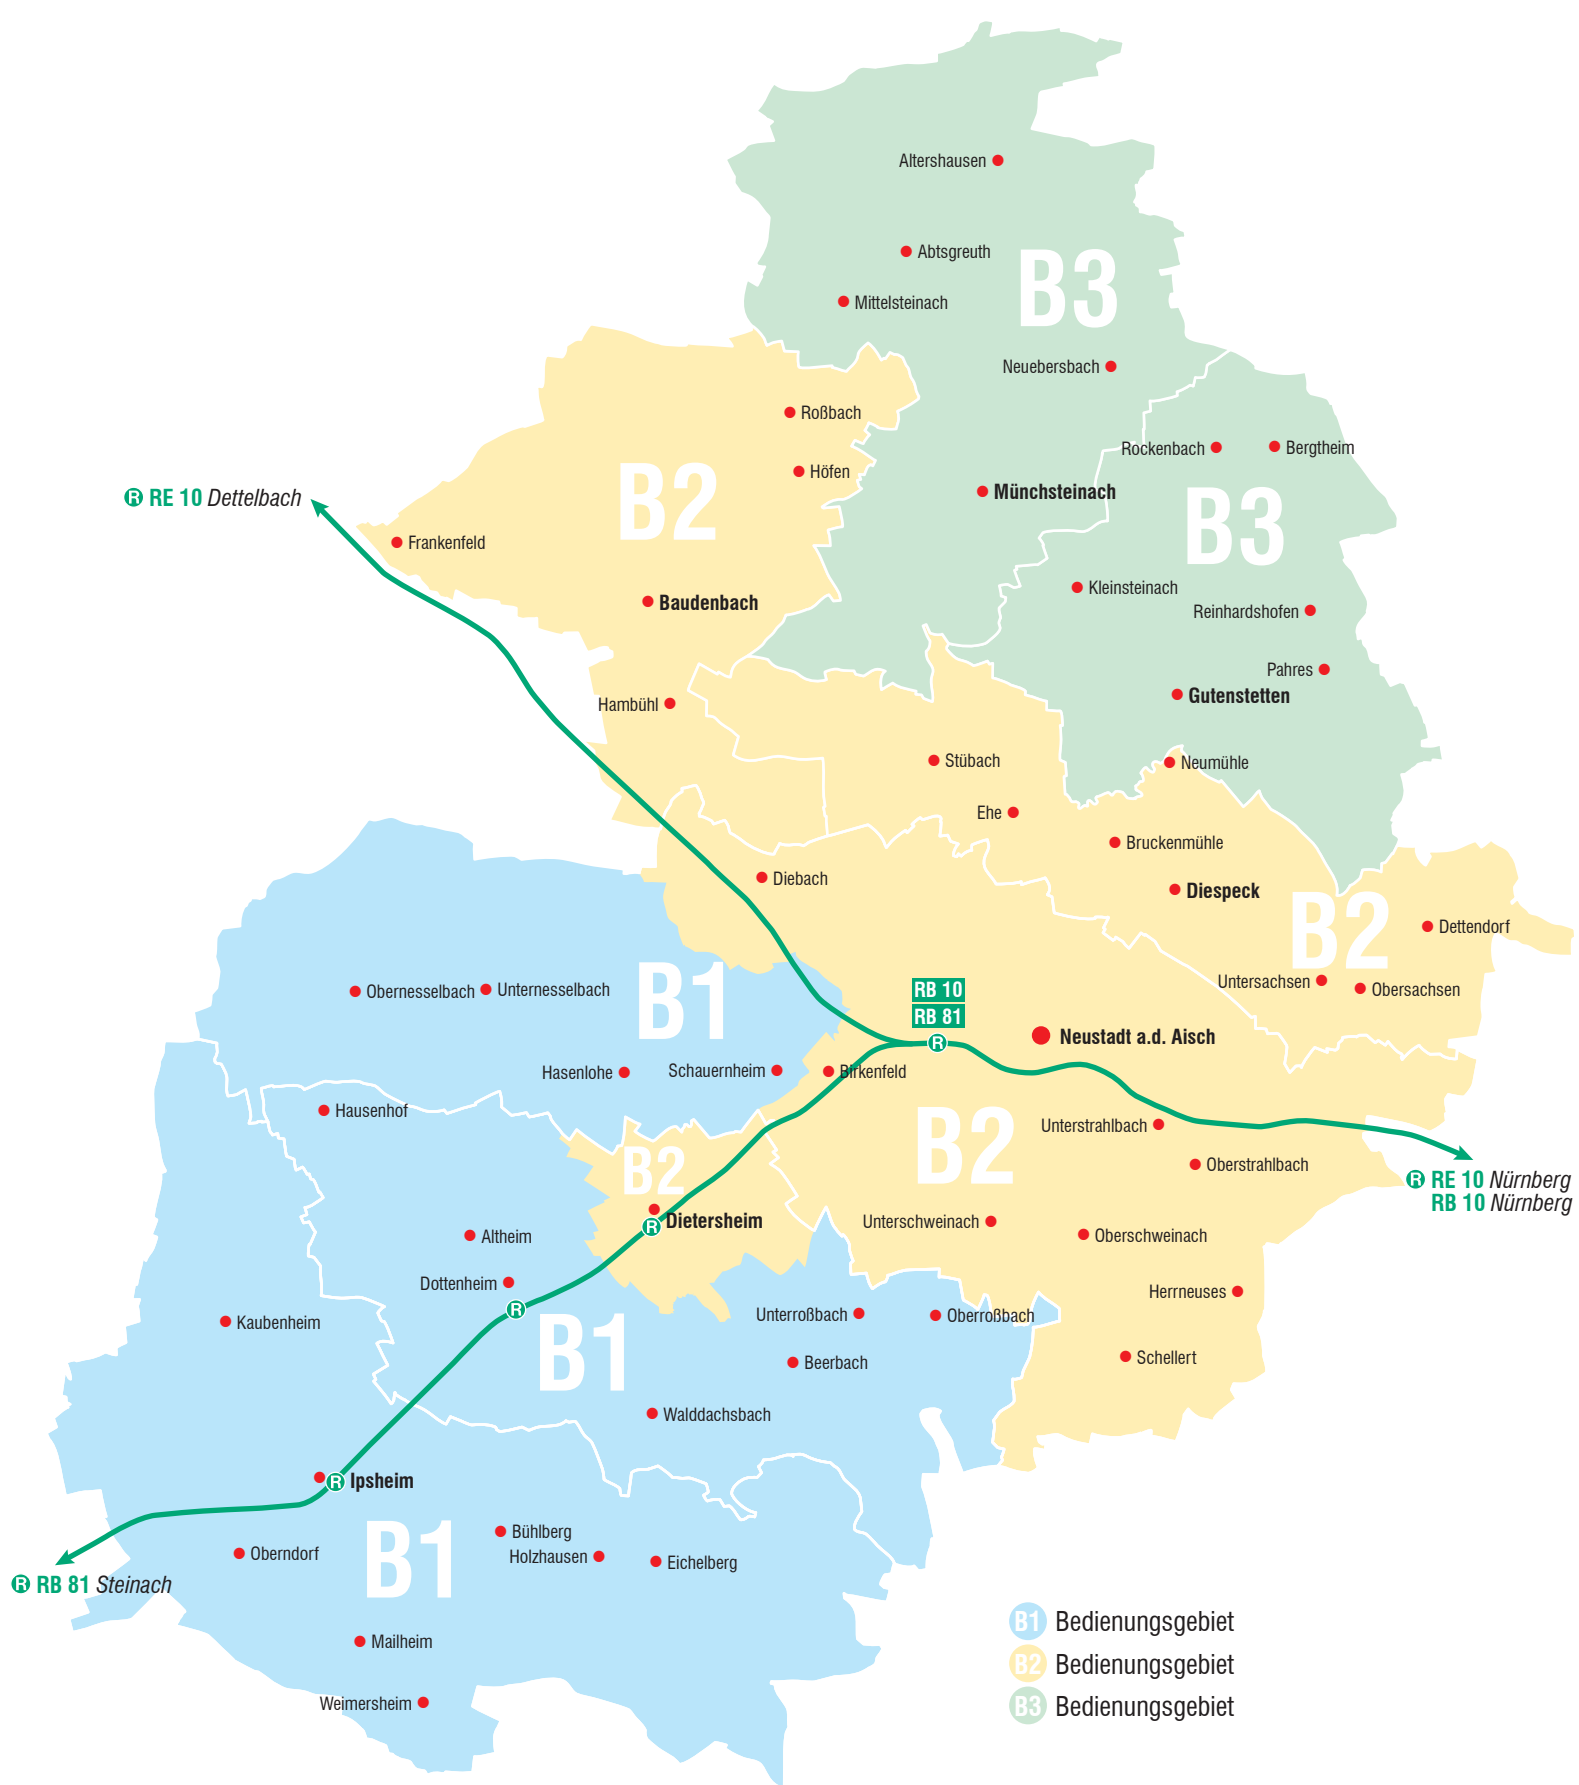 Altershausen
Abtsgreuth
B3
Mittelsteinach
Neuebersbach
Roßbach
Rockenbach
Bergtheim
Höfen
B2
Münchsteinach
R RE 10 Dettelbach
B3
Frankenfeld
Kleinsteinach
Baudenbach
Reinhardshofen
Pahres
Gutenstetten
Hambühl
Stübach
Neumühle
Ehe
Bruckenmühle
Diebach
Diespeck
B2
Dettendorf
Untersachsen
Obersachsen
Obernesselbach
Unternesselbach
B1
RB 10
RB 81
R
Neustadt a.d. Aisch
Hasenlohe
Schauernheim
Birkenfeld
Hausenhof
Unterstrahlbach
B2
B2
Oberstrahlbach
R RE 10 Nürnberg
RB 10 Nürnberg
R
Dietersheim
Unterschweinach
Oberschweinach
Altheim
Dottenheim
Herrneuses
R
Kaubenheim
Unterroßbach
Oberroßbach
B1
Beerbach
Schellert
Walddachsbach
R
Ipsheim
Bühlberg
Oberndorf
B1
Holzhausen
Eichelberg
R RB 81 Steinach
Mailheim
Weimersheim
B1 Bedienungsgebiet
B2 Bedienungsgebiet
B3 Bedienungsgebiet